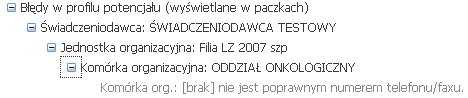 Błędy w profilu potencjału (wyświetlane w paczkach)
Świadczeniodawca: ŚWIADCZENIODAWCA TESTOWY
Jednostka organizacyjna: Filia LZ 2007 szp
Komórka organizacyjna: ODDZIAŁ ONKOLOGICZNY
Komórka org.: [brak] nie jest poprawnym numerem telefonu/faxu.